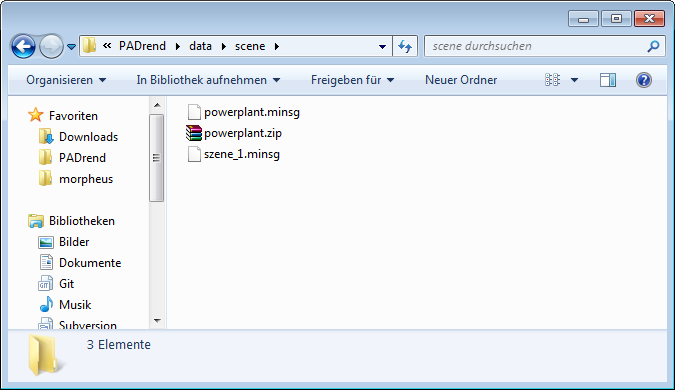 « PADrend ▸ data ▸ scene ▸
scene durchsuchen
Organisieren
In Bibliothek aufnehmen
Freigeben für
Neuer Ordner
Favoriten
Downloads
PADrend
morpheus
Bibliotheken
Bilder
Dokumente
Git
Musik
Subversion
powerplant.minsg
powerplant.zip
szene_1.minsg
3 Elemente